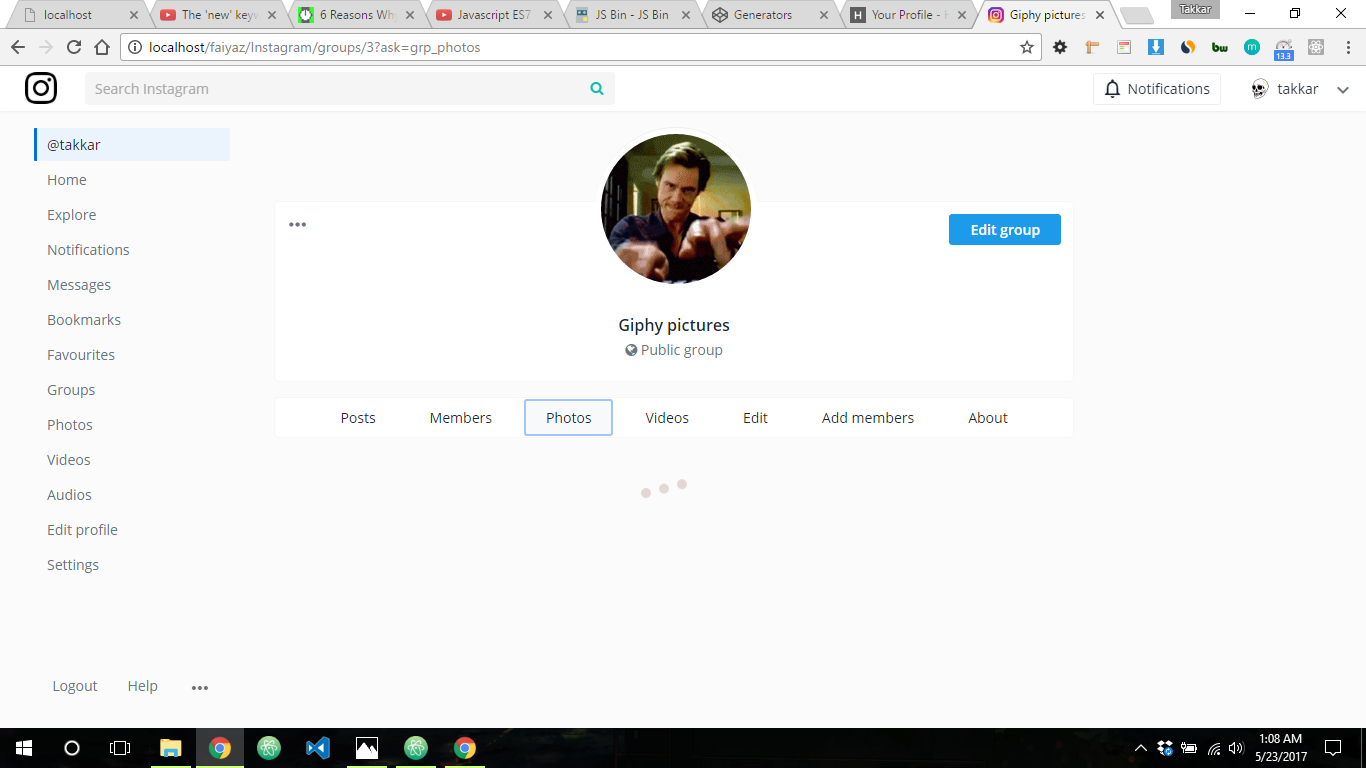 localhost
The 'new' keyw
6 Reasons Why
Javascript ES7
JS Bin - JS Bin
Generators
Your Profile - H
Giphy pictures
Takkar
localhost/faiyaz/Instagram/groups/3?ask=grp_photos
bw
m
13.3
Search Instagram
Notifications
takkar
@takkar
Home
Explore
Notifications
Messages
Bookmarks
Favourites
Groups
Photos
Videos
Audios
Edit profile
Settings
Logout Help
Edit group
Giphy pictures
Public group
Posts Members Photos Videos Edit Add members About
1:08 AM
5/23/2017